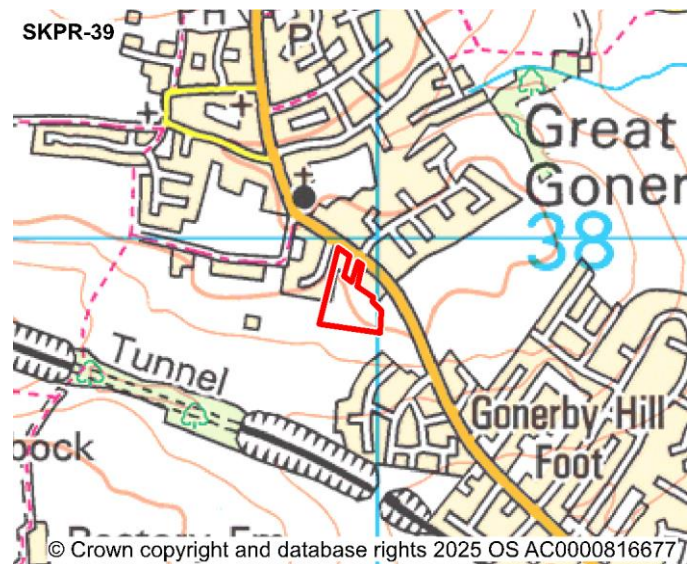 SKPR-39
P
Great
Goner
38
Tunnel
Gonerby Hill
Foot
bock
© Crown copyright and database rights 2025 OS AC0000816677